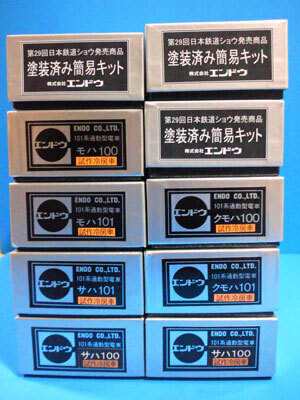 第29回日本鉄道ショウ発売商品
塗装済み簡易キット
株式会社エンドウ
第29回日本鉄道ショウ発売商品
塗装済み簡易キット
株式会社エンドウ
エンドウ
ENDO CO.,LTD.
101系通勤型電車
モハ100
試作冷房車
エンドウ
ENDO CO.,LTD.
101系通勤型電車
クモハ100
試作冷房車
エンドウ
ENDO CO.,LTD.
101系通勤型電車
モハ101
試作冷房車
エンドウ
ENDO CO.,LTD.
101系通勤型電車
クモハ101
試作冷房車
エンドウ
ENDO CO.,LTD.
101系通勤型電車
サハ101
試作冷房車
エンドウ
ENDO CO.,LTD.
101系通勤型電車
サハ100
試作冷房車
エンドウ
ENDO CO.,LTD.
101系通勤型電車
サハ100
試作冷房車